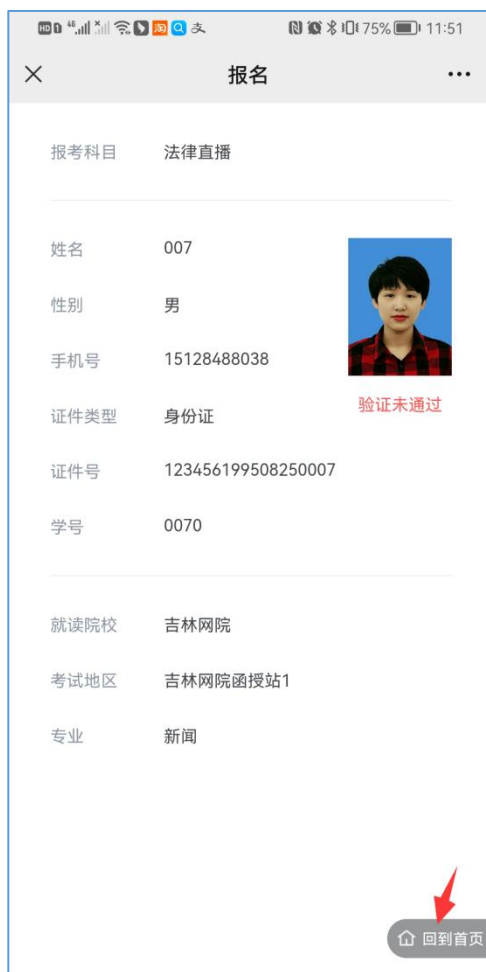 HD 46 75% 11:51
报名
报考科目 法律直播
姓名 007
性别 男
手机号 15128488038
验证未通过
证件类型 身份证
证件号 123456199508250007
学号 0070
就读院校 吉林网院
考试地区 吉林网院函授站1
专业 新闻
回到首页